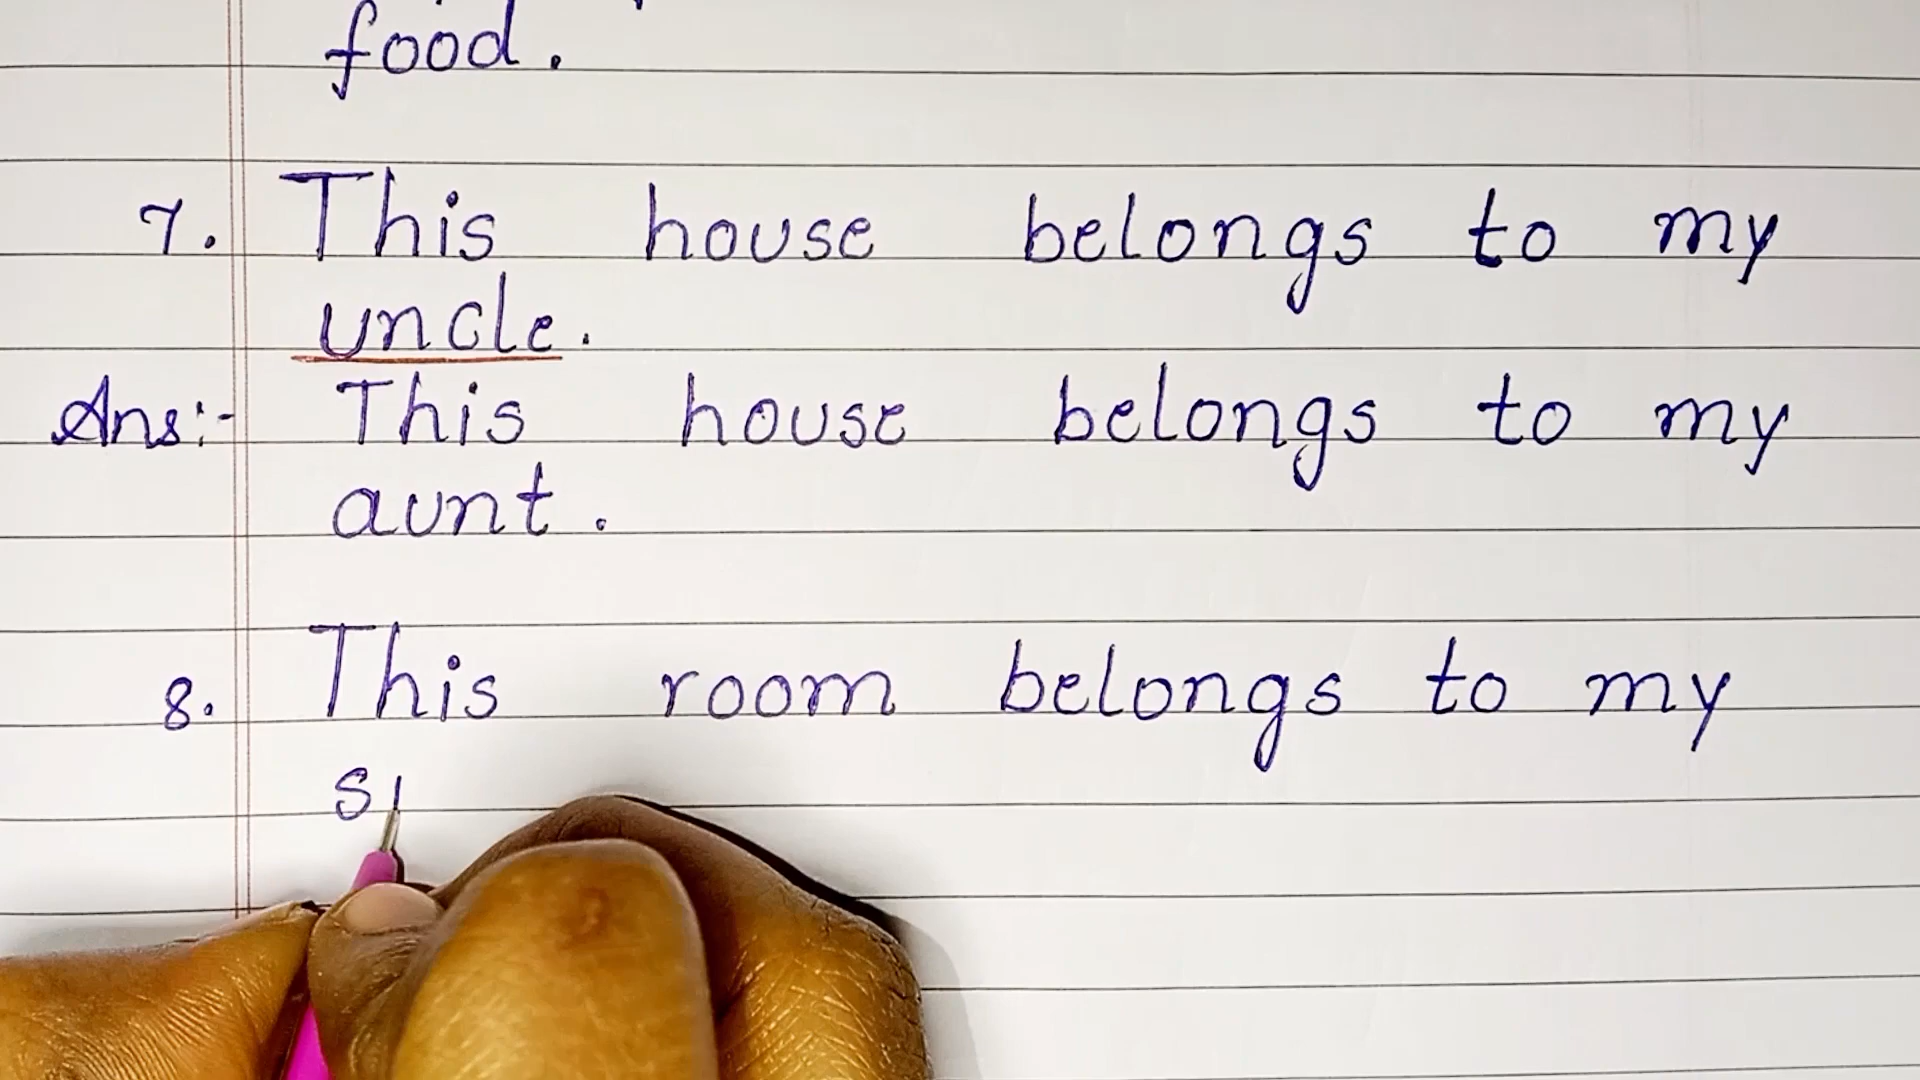 food.
7. This house belongs to my
uncle.
Ans:- This house belongs to my
aunt.
8. This room belongs to my